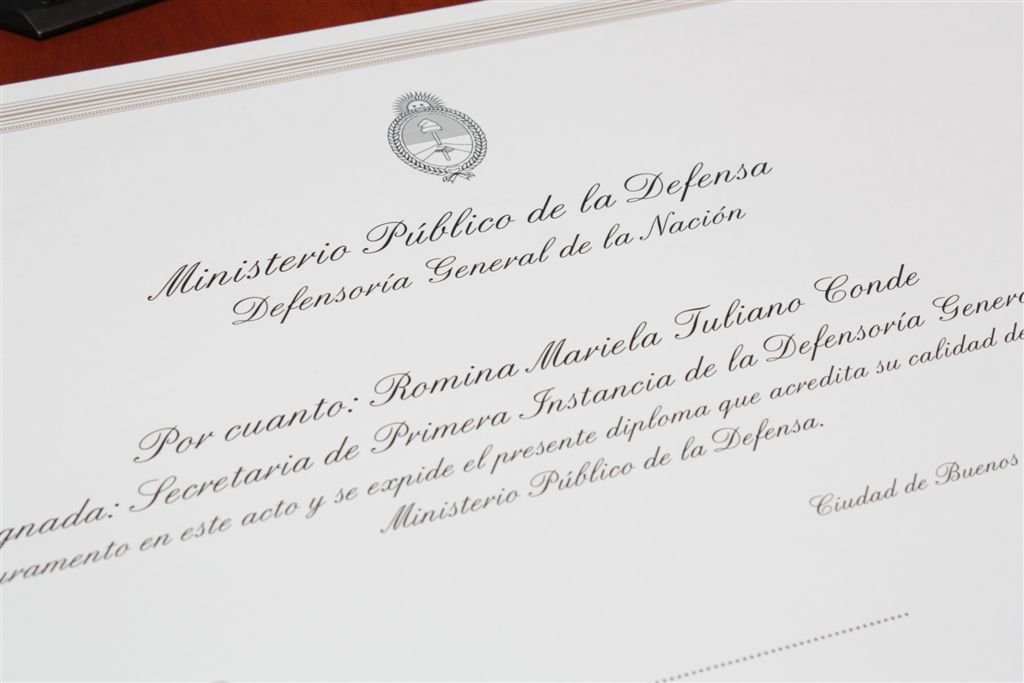 Ministerio Público de la Defensa
Defensoría General de la Nación
Por cuanto: Romina Mariela Tuliano Conde
gnada: Secretaria de Primera Instancia de la Defensoría Genera
uramento en este acto y se expide el presente diploma que acredita su calidad de
Ministerio Público de la Defensa.
Ciudad de Buenos